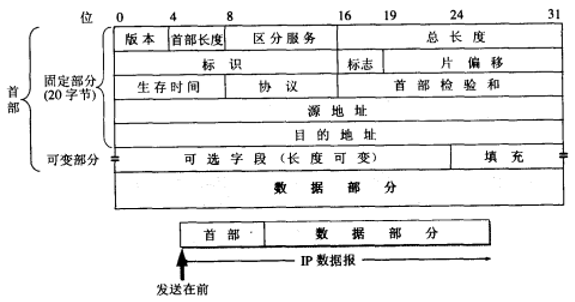 位 0 4 8 16 19 24 31
版本 首部长度 区分服务 总长度
标识 标志 片偏移
生存时间 协议 首部检验和
源地址
目的地址
可选字段(长度可变) 填充
数据部分
首部
固定部分
(20字节)
可变部分
首部 数据部分
IP数据报
发送在前